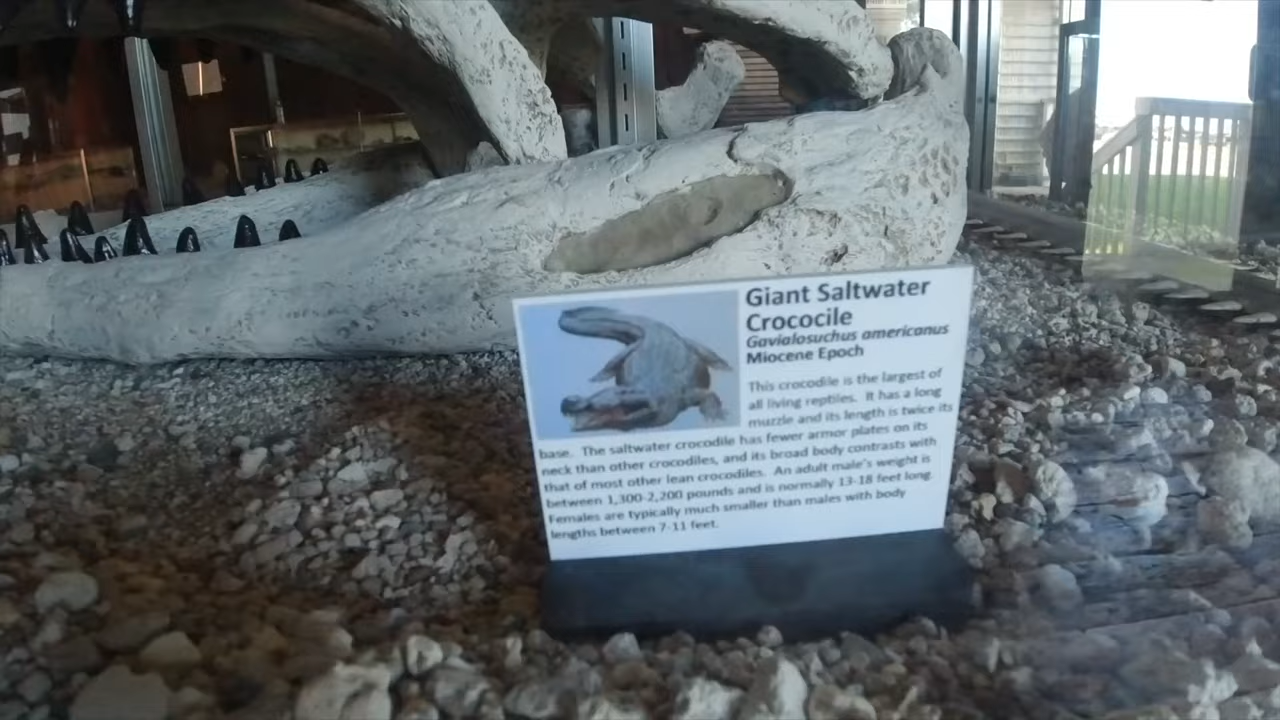 Giant Saltwater
Crococile
Gavialosuchus americanus
Miocene Epoch
This crocodile is the largest of
all living reptiles. It has a long
muzzle and its length is twice its
base. The saltwater crocodile has fewer armor plates on its
neck than other crocodiles, and its broad body contrasts with
that of most other lean crocodiles. An adult male's weight is
between 1,300-2,200 pounds and is normally 13-18 feet long.
Females are typically much smaller than males with body
lengths between 7-11 feet.